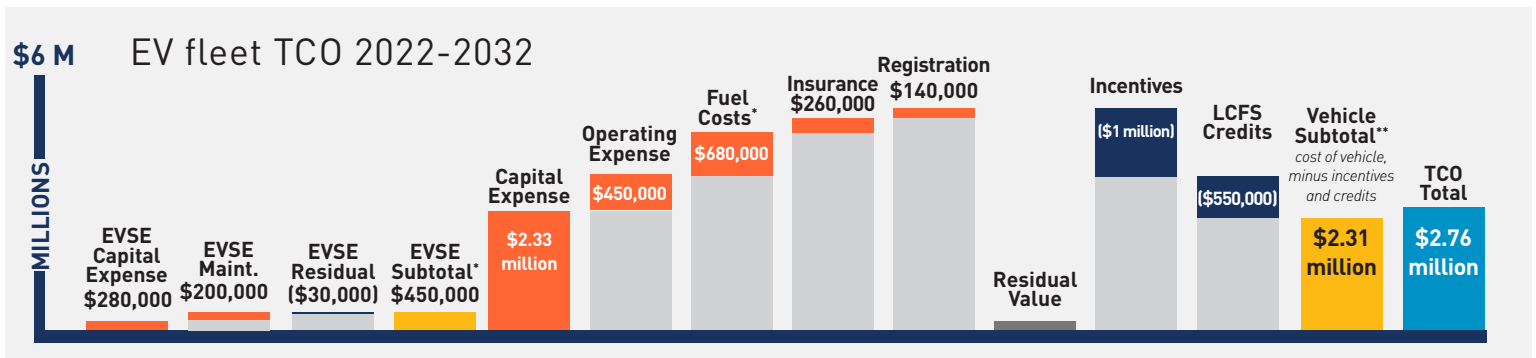 EV fleet TCO 2022-2032
$6 M
MILLIONS
EVSE
Capital
Expense
$280,000
EVSE
Maint.
$200,000
EVSE
Residual
($30,000)
EVSE
Subtotal*
$450,000
Capital
Expense
$2.33
million
Operating
Expense
$450,000
Fuel
Costs*
$680,000
Insurance
$260,000
Registration
$140,000
Residual
Value
Incentives
($1 million)
LCFS
Credits
($550,000)
Vehicle
Subtotal**
cost of vehicle,
minus incentives
and credits
$2.31
million
TCO
Total
$2.76
million